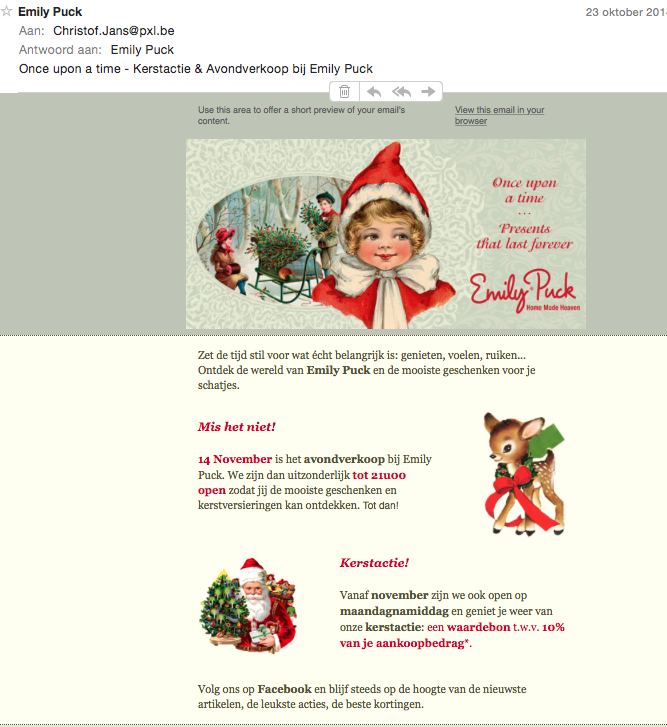 Emily Puck
23 oktober 201
Aan: Christof.Jans@pxl.be
Antwoord aan: Emily Puck
Once upon a time - Kerstactie & Avondverkoop bij Emily Puck
Use this area to offer a short preview of your email's
content.
View this email in your
browser
Once upon
a time
...
Presents
that last forever
Emily Puck
Home Made Heaven
Zet de tijd stil voor wat écht belangrijk is: genieten, voelen, ruiken...
Ontdek de wereld van Emily Puck en de mooiste geschenken voor je
schatjes.
Mis het niet!
14 November is het avondverkoop bij Emily
Puck. We zijn dan uitzonderlijk tot 21u00
open zodat jij de mooiste geschenken en
kerstversieringen kan ontdekken. Tot dan!
Kerstactie!
Vanaf november zijn we ook open op
maandagnamiddag en geniet je weer van
onze kerstactie: een waardebon t.w.v. 10%
van je aankoopbedrag*.
Volg ons op Facebook en blijf steeds op de hoogte van de nieuwste
artikelen, de leukste acties, de beste kortingen.